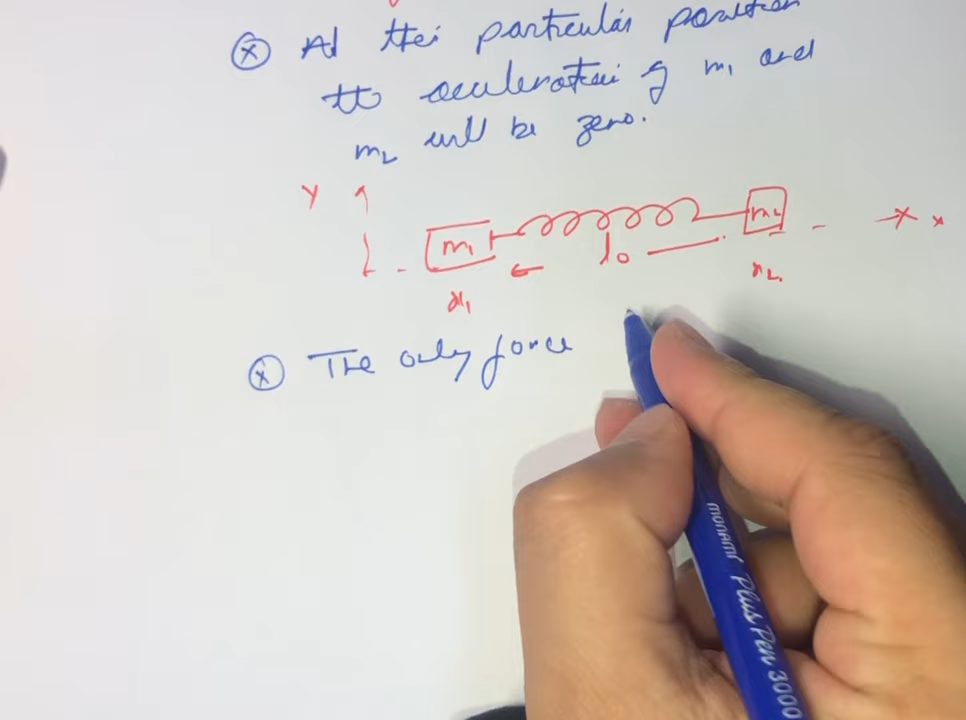 ⓧ At this particular position
the acceleration of m₁ and
m₂ will be zero.
Y
m₁ m₂ x
l₀
x₁ x₂
ⓧ The only force
monami Plus Pen 3000